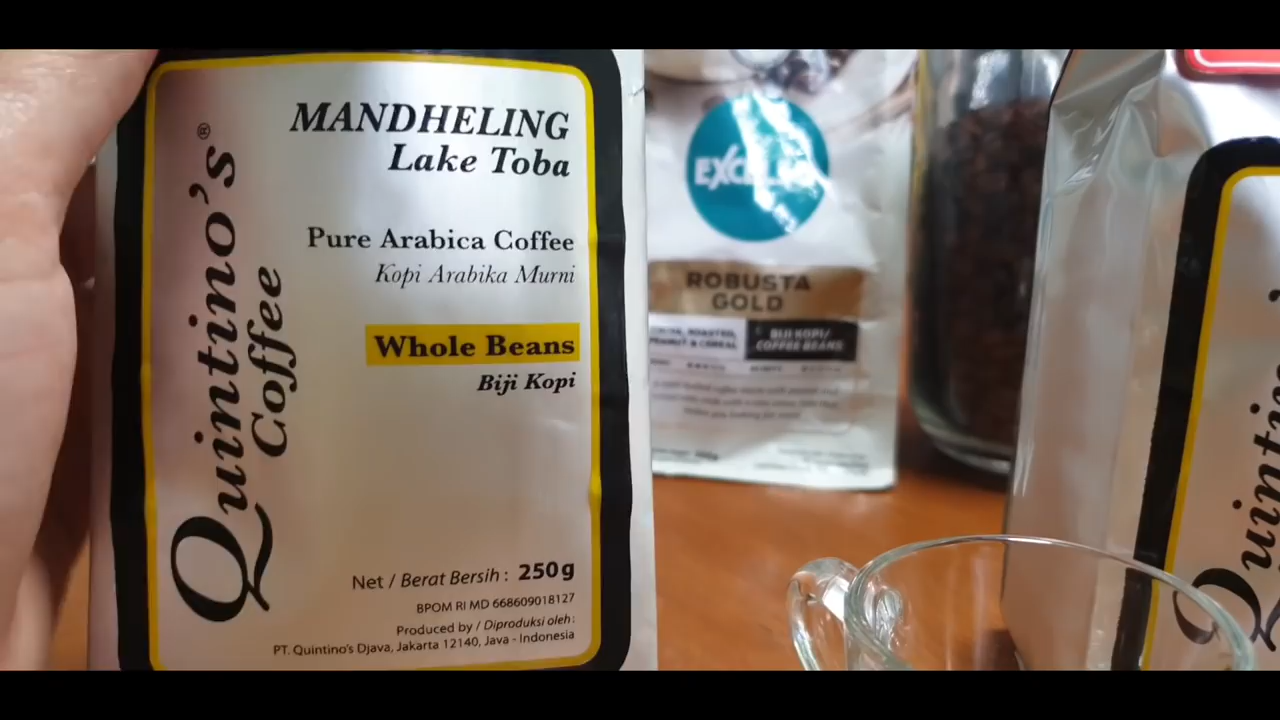 MANDHELING
Lake Toba
Pure Arabica Coffee
Kopi Arabika Murni
Whole Beans
Biji Kopi
Net / Berat Bersih : 250g
BPOM RI MD 668609018127
Produced by / Diproduksi oleh:
PT. Quintino's Djava, Jakarta 12140, Java - Indonesia
Quintino's®
Coffee
ROBUSTA
GOLD
BIJI KOPI/
COFFEE BEANS